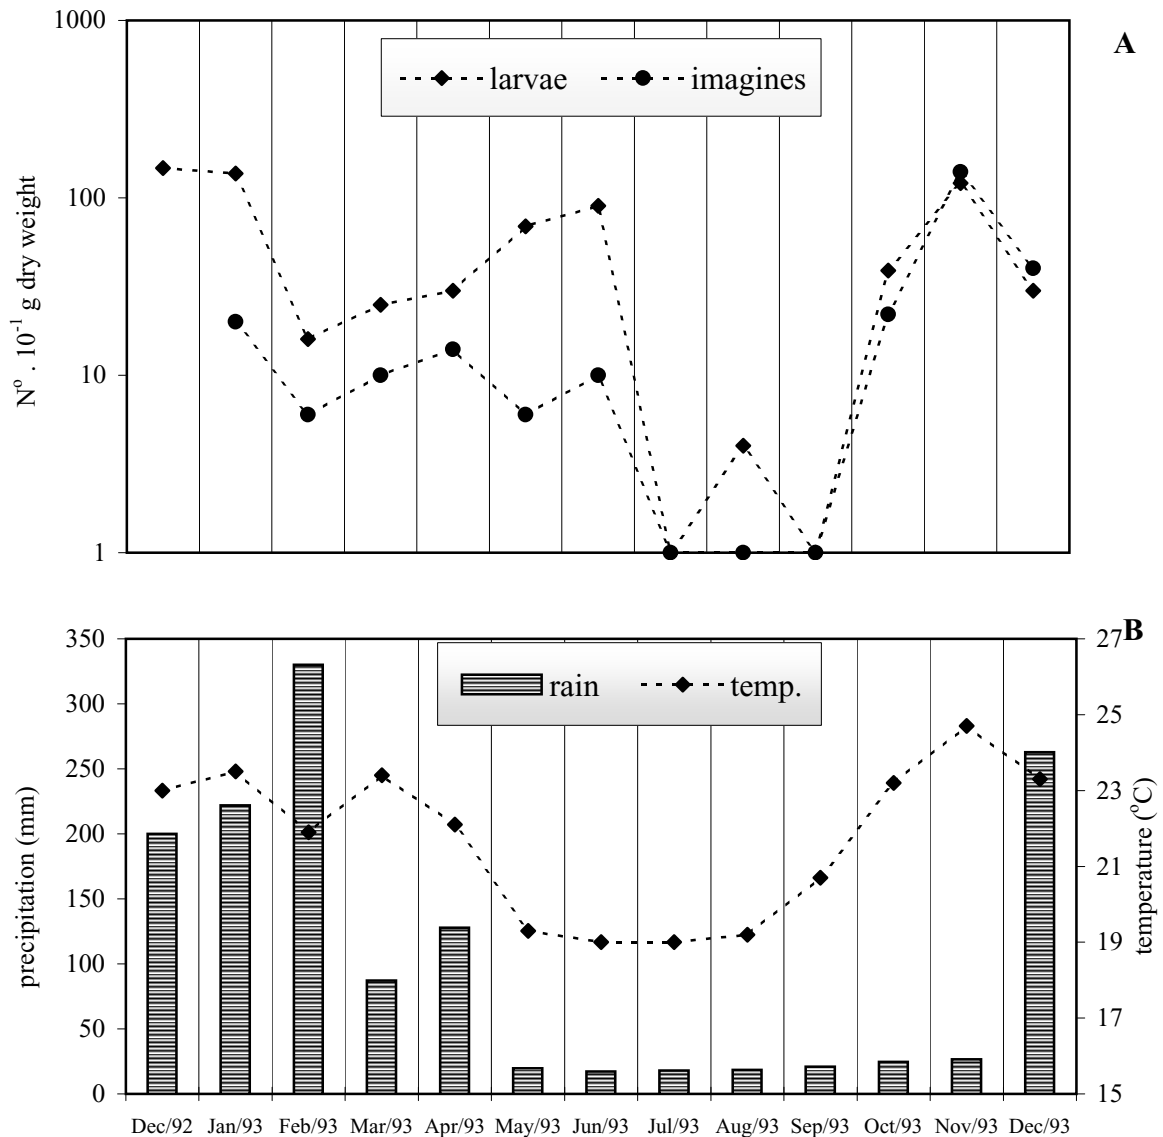 1000
A
larvae imagines
100
10
1
Nº . 10⁻¹ g dry weight
B
350 27
rain temp.
300 25
250
23
200
21
150
19
100
17
50
0 15
precipitation (mm)
temperature (ºC)
Dec/92 Jan/93 Feb/93 Mar/93 Apr/93 May/93 Jun/93 Jul/93 Aug/93 Sep/93 Oct/93 Nov/93 Dec/93